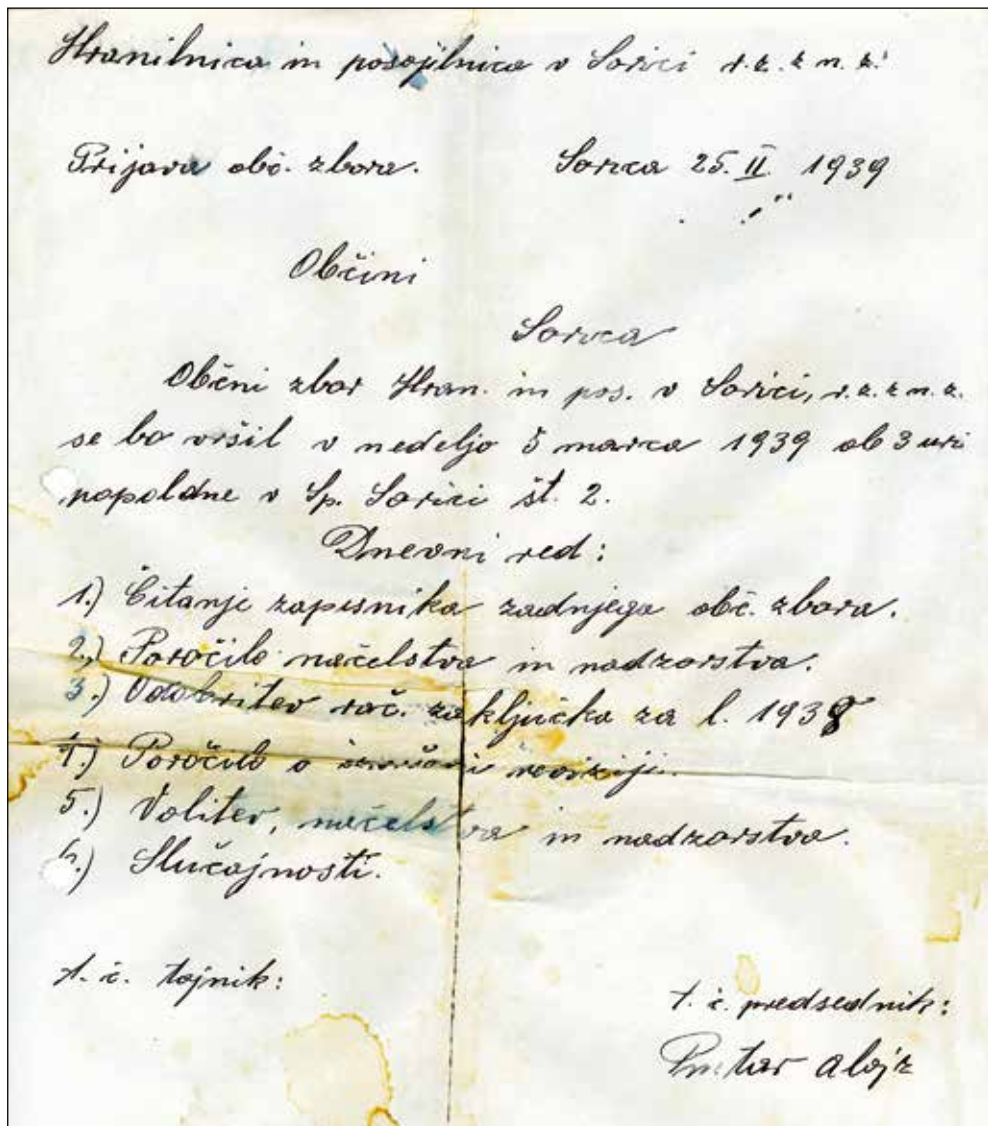 Hranilnica in posojilnica v Sorici r. z. z n. z.
Prijava obč. zbora. Sorica 25. II. 1939
Občini
Sorica
Občni zbor Hran. in pos. v Sorici, r. z. z n. z.
se bo vršil v nedeljo 5 marca 1939 ob 3 uri
popoldne v Sp. Sorici št. 2.
Dnevni red:
1.) Čitanje zapisnika zadnjega obč. zbora.
2.) Poročilo načelstva in nadzorstva.
3.) Odobritev rač. zaključka za l. 1938
4.) Poročilo o izvršeni reviziji.
5.) Volitev, načelstva in nadzorstva.
6.) Slučajnosti.
t. č. tajnik:
t. č. predsednik:
Alojz